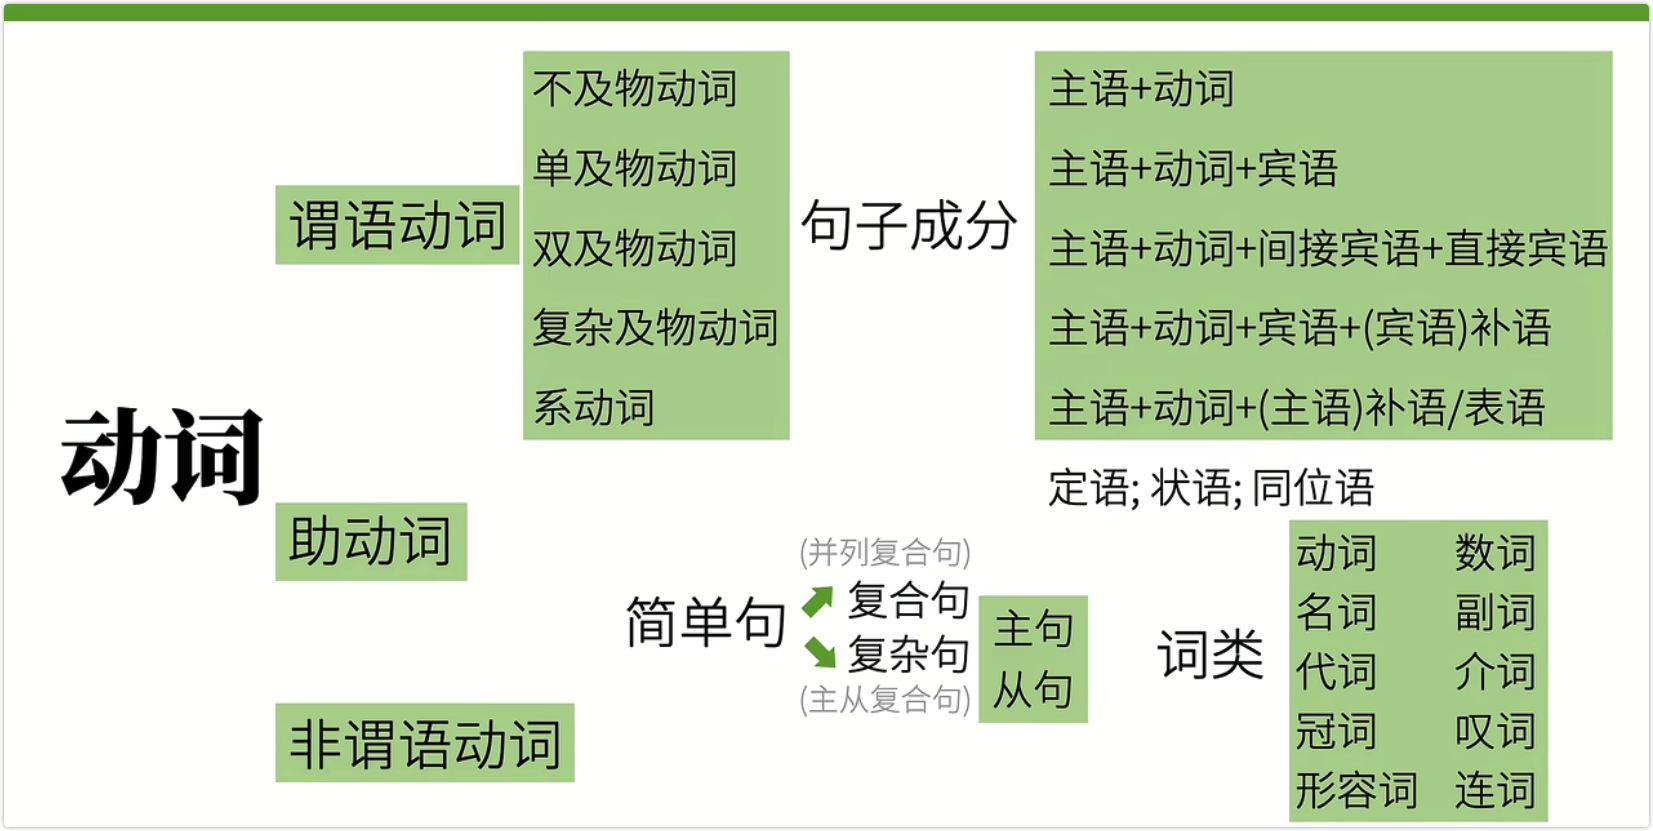 动词
谓语动词
不及物动词
单及物动词
双及物动词
复杂及物动词
系动词
句子成分
主语+动词
主语+动词+宾语
主语+动词+间接宾语+直接宾语
主语+动词+宾语+(宾语)补语
主语+动词+(主语)补语/表语
定语; 状语; 同位语
助动词
非谓语动词
简单句
(并列复合句)
复合句
复杂句
(主从复合句)
主句
从句
词类
动词 数词
名词 副词
代词 介词
冠词 叹词
形容词 连词